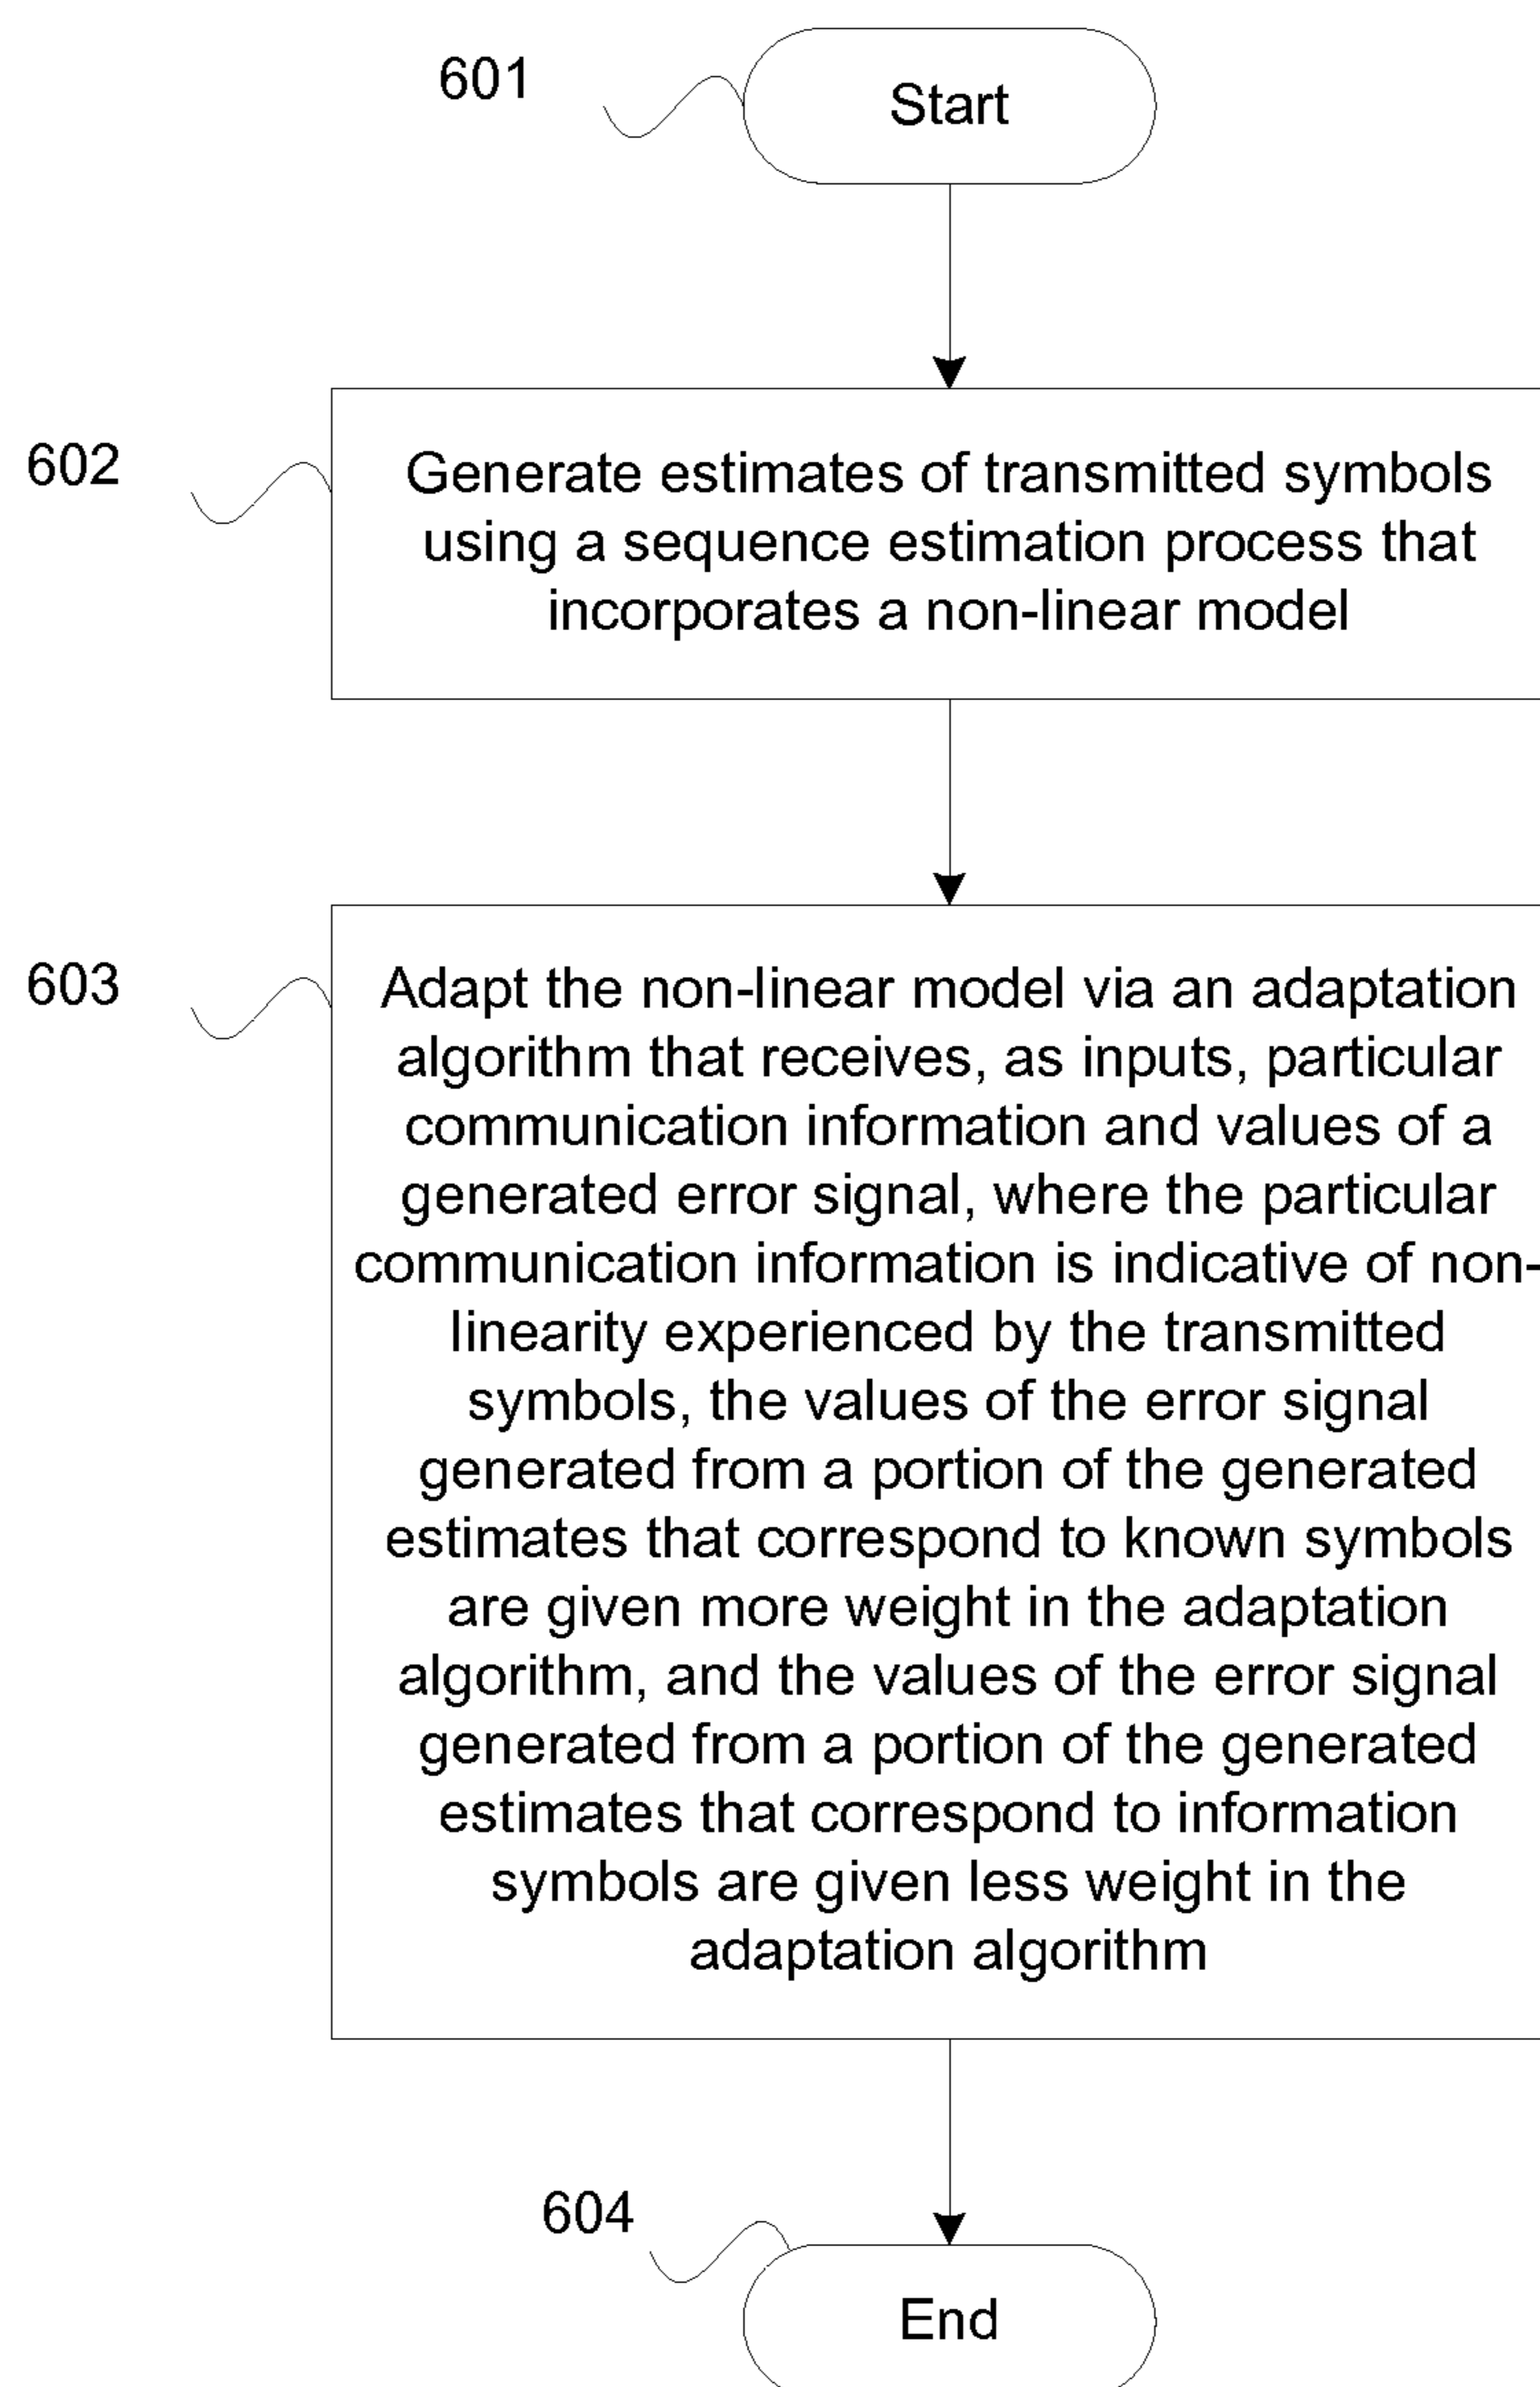 601
Start
602
Generate estimates of transmitted symbols
using a sequence estimation process that
incorporates a non-linear model
603
Adapt the non-linear model via an adaptation
algorithm that receives, as inputs, particular
communication information and values of a
generated error signal, where the particular
communication information is indicative of non-
linearity experienced by the transmitted
symbols, the values of the error signal
generated from a portion of the generated
estimates that correspond to known symbols
are given more weight in the adaptation
algorithm, and the values of the error signal
generated from a portion of the generated
estimates that correspond to information
symbols are given less weight in the
adaptation algorithm
604
End